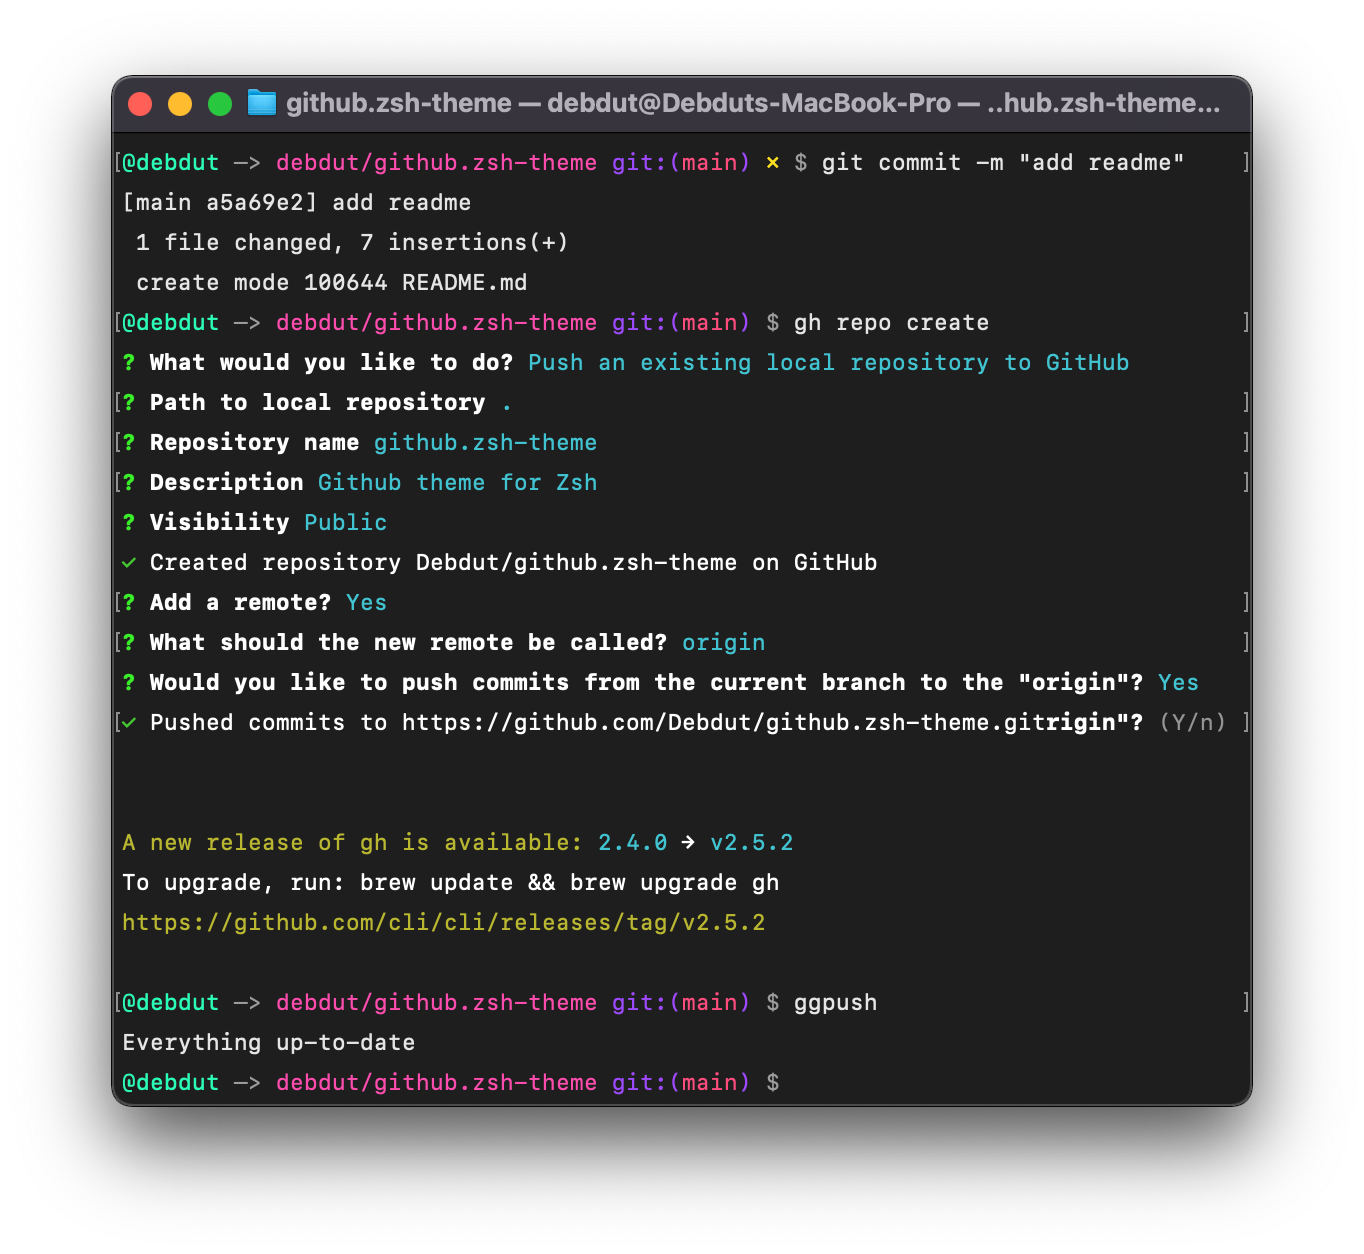 github.zsh-theme — debdut@Debduts-MacBook-Pro — ..hub.zsh-theme...
[@debdut —> debdut/github.zsh-theme git:(main) × $ git commit -m "add readme" ]
[main a5a69e2] add readme
 1 file changed, 7 insertions(+)
 create mode 100644 README.md
[@debdut —> debdut/github.zsh-theme git:(main) $ gh repo create ]
? What would you like to do? Push an existing local repository to GitHub
[? Path to local repository . ]
[? Repository name github.zsh-theme ]
[? Description Github theme for Zsh ]
? Visibility Public
✓ Created repository Debdut/github.zsh-theme on GitHub
[? Add a remote? Yes ]
[? What should the new remote be called? origin ]
? Would you like to push commits from the current branch to the "origin"? Yes
[✓ Pushed commits to https://github.com/Debdut/github.zsh-theme.gitrigin"? (Y/n) ]
A new release of gh is available: 2.4.0 → v2.5.2
To upgrade, run: brew update && brew upgrade gh
https://github.com/cli/cli/releases/tag/v2.5.2
[@debdut —> debdut/github.zsh-theme git:(main) $ ggpush ]
Everything up-to-date
@debdut —> debdut/github.zsh-theme git:(main) $